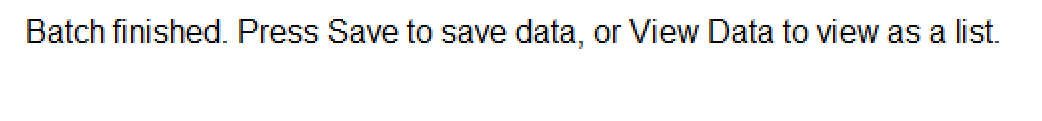 Batch finished. Press Save to save data, or View Data to view as a list.